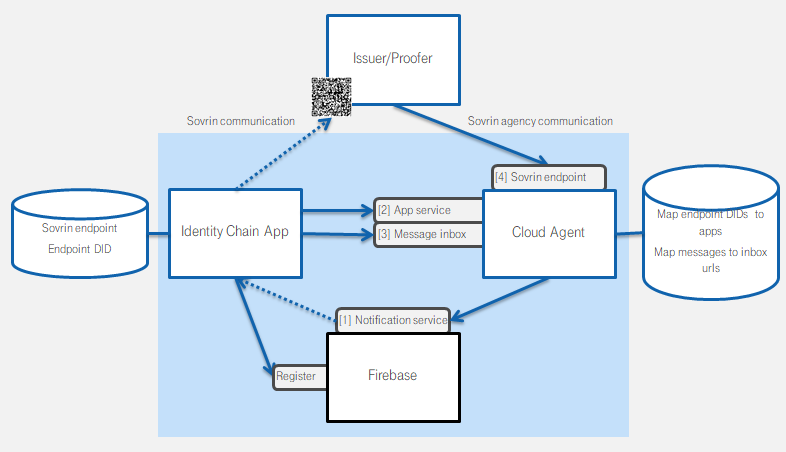 Issuer/Proofer
Sovrin communication
Sovrin agency communication
[4] Sovrin endpoint
Sovrin endpoint
Endpoint DID
Identity Chain App
[2] App service
[3] Message inbox
Cloud Agent
Map endpoint DIDs to
apps
Map messages to inbox
urls
[1] Notification service
Register
Firebase